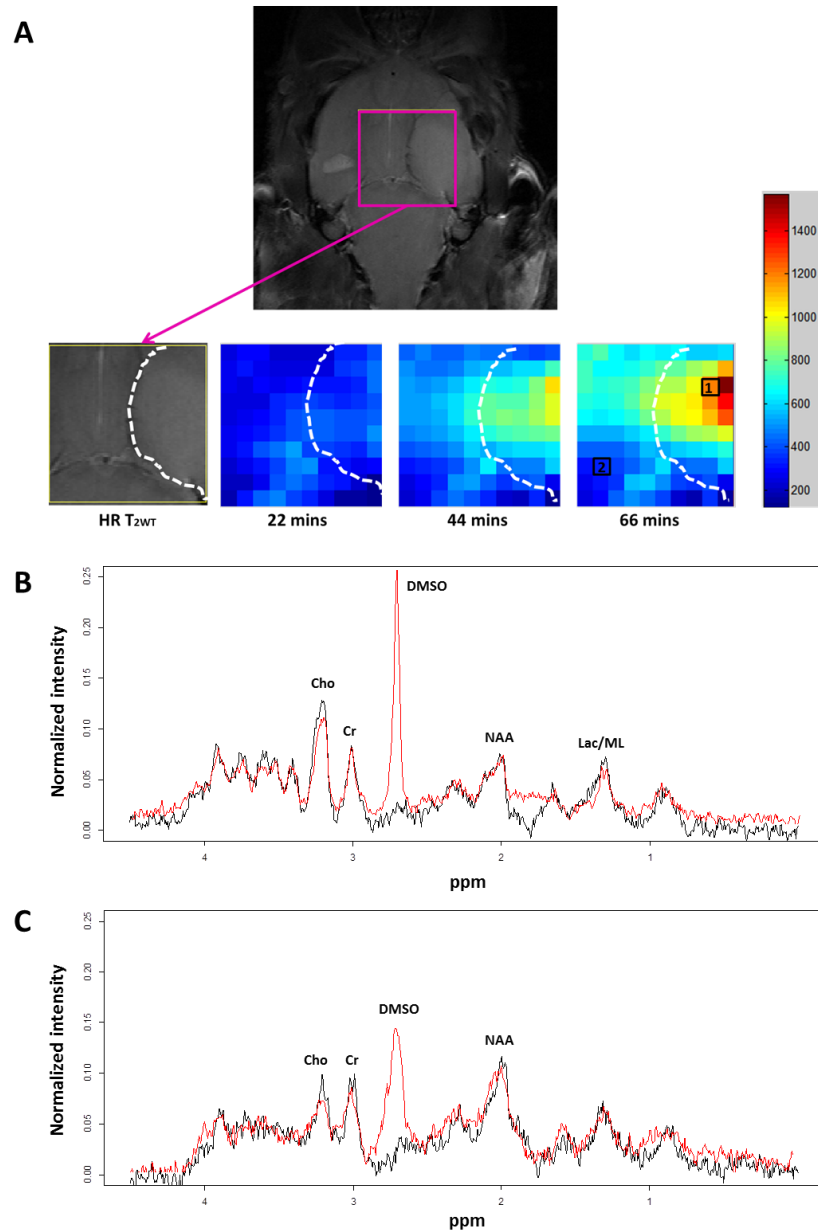 A
1400
1200
1000
800
600
400
200
1
2
HR T2WT
22 mins
44 mins
66 mins
B
Normalized intensity
0.25
0.20
0.15
0.10
0.05
0.00
DMSO
Cho
Cr
NAA
Lac/ML
4
3
2
1
ppm
C
Normalized intensity
0.25
0.20
0.15
0.10
0.05
0.00
DMSO
Cho
Cr
NAA
4
3
2
1
ppm